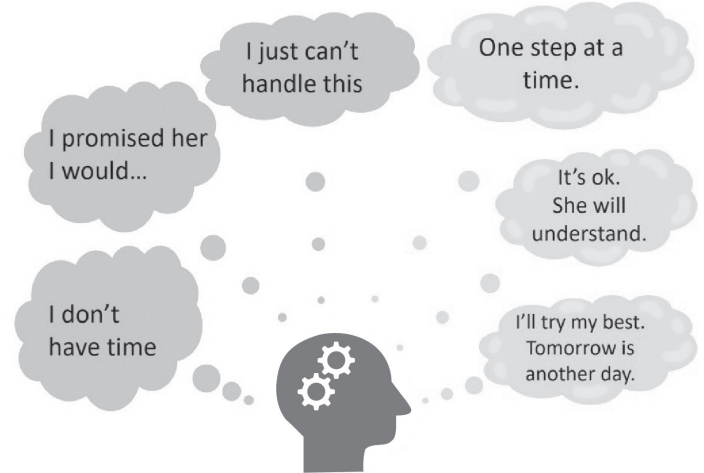 I just can't
handle this
One step at a
time.
I promised her
I would...
It's ok.
She will
understand.
I don't
have time
I'll try my best.
Tomorrow is
another day.